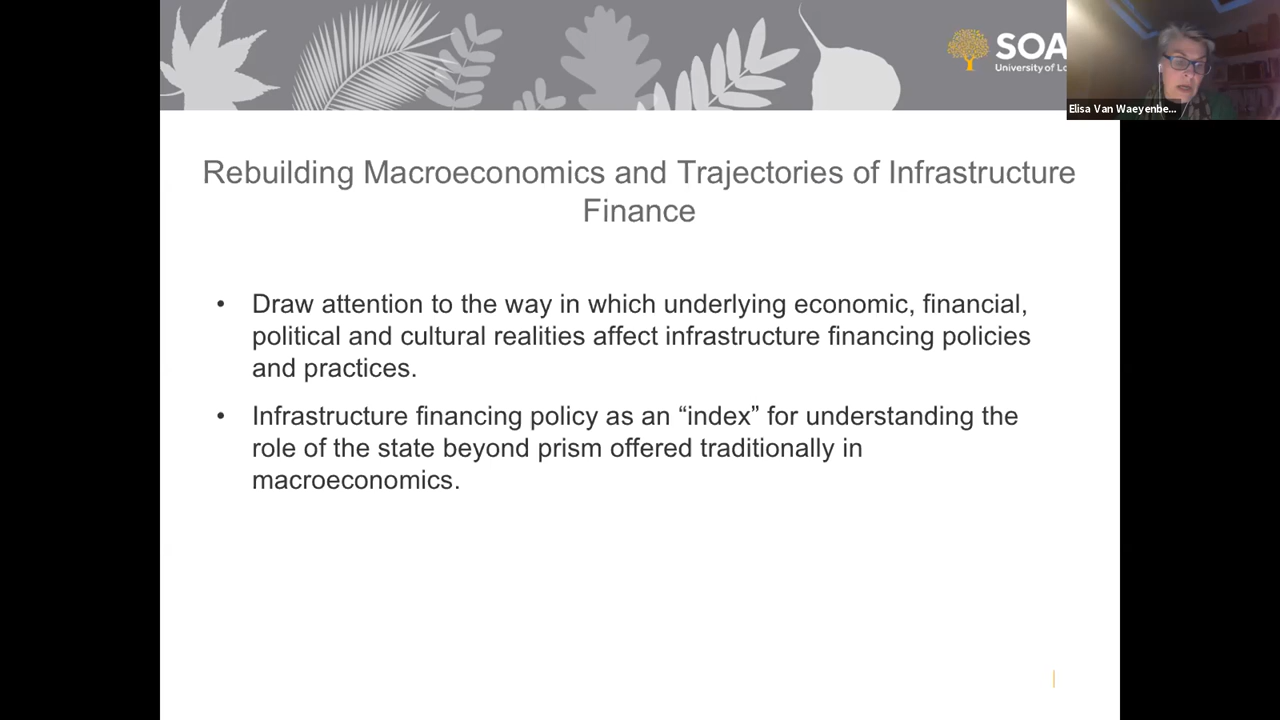 SOA
University of Lo
Elisa Van Waeyenbe...
Rebuilding Macroeconomics and Trajectories of Infrastructure
Finance
• Draw attention to the way in which underlying economic, financial,
political and cultural realities affect infrastructure financing policies
and practices.
• Infrastructure financing policy as an “index” for understanding the
role of the state beyond prism offered traditionally in
macroeconomics.